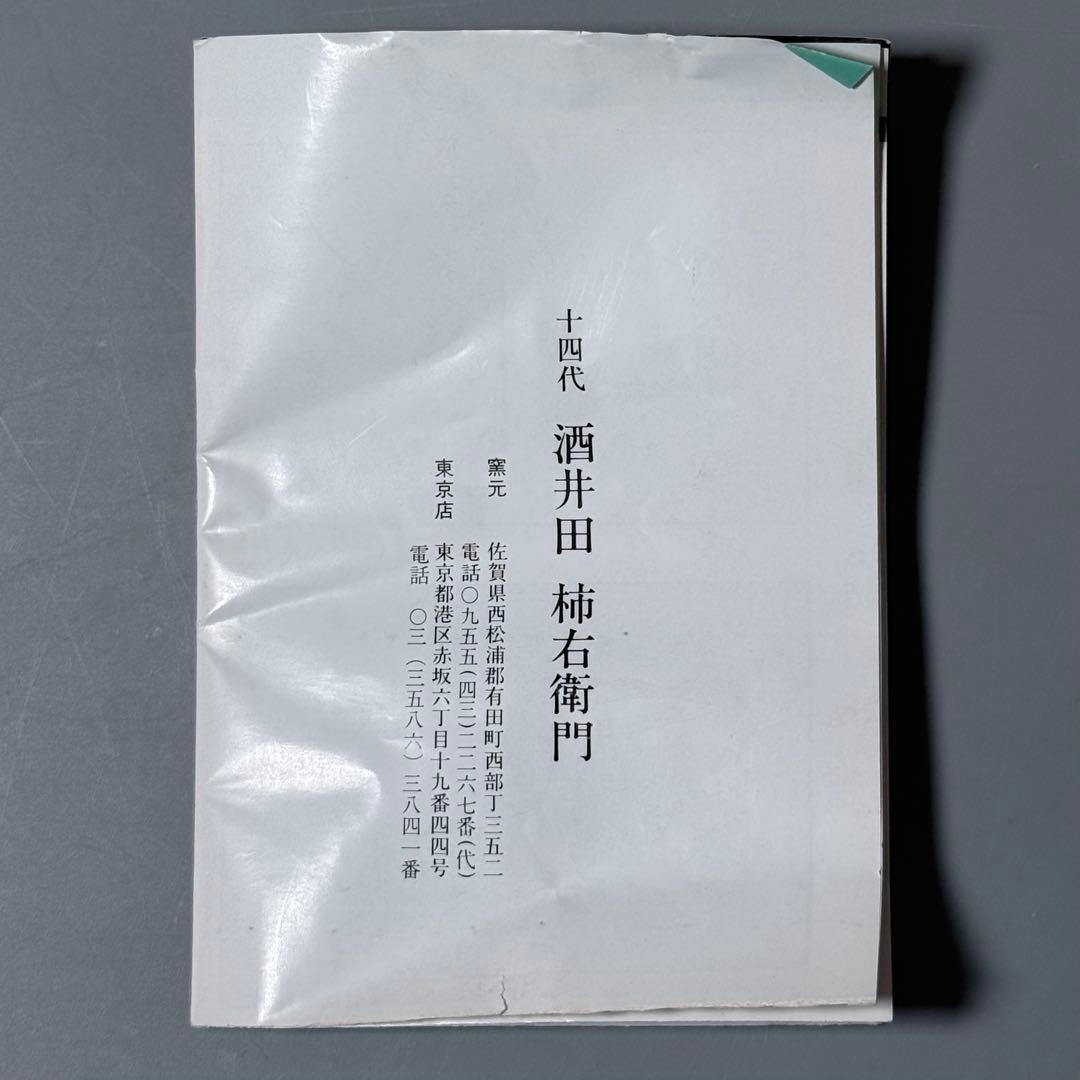 十四代 酒井田 柿右衛門
窯元 佐賀県西松浦郡有田町西部丁三五二
電話〇九五五(四三)二二六七番(代)
東京店 東京都港区赤坂六丁目十九番四四号
電話 〇三(三五八六)三八四一番